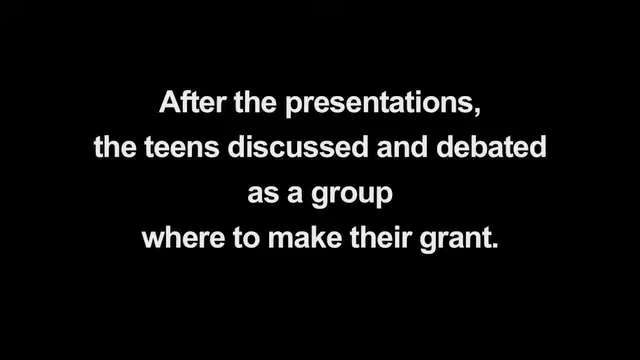 After the presentations,
the teens discussed and debated
as a group
where to make their grant.